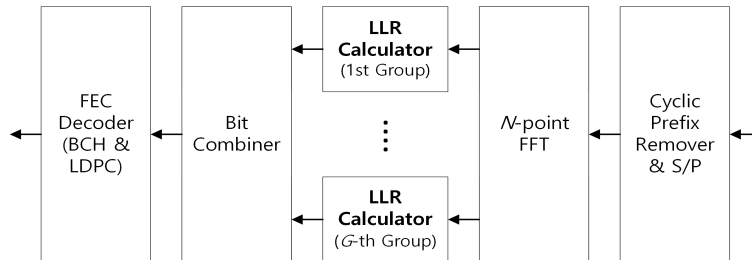 FEC
Decoder
(BCH &
LDPC)
Bit
Combiner
LLR
Calculator
(1st Group)
LLR
Calculator
(G-th Group)
N-point
FFT
Cyclic
Prefix
Remover
& S/P